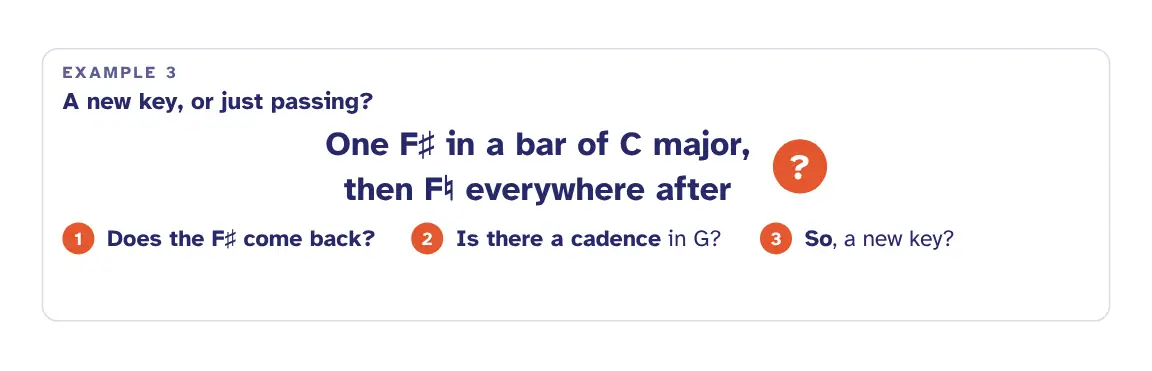 EXAMPLE 3
A new key, or just passing?
One F♯ in a bar of C major,
then F♮ everywhere after
?
1 Does the F♯ come back?
2 Is there a cadence in G?
3 So, a new key?